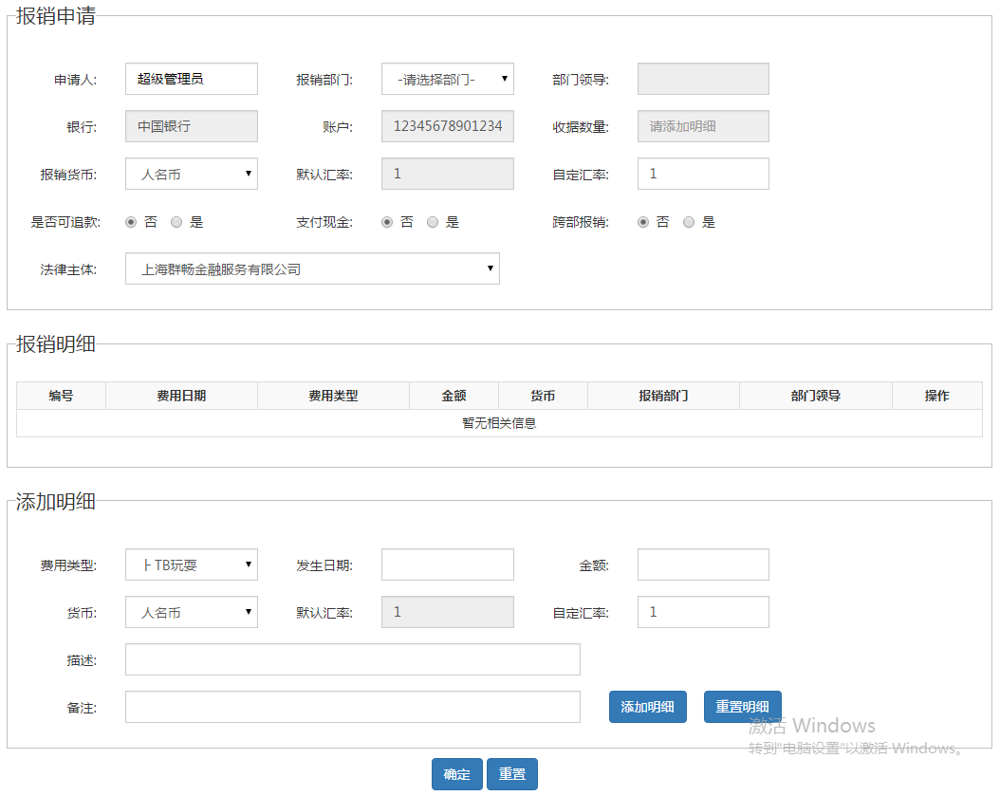 报销申请
申请人: 超级管理员 报销部门: -请选择部门- 部门领导:
银行: 中国银行 账户: 12345678901234 收据数量: 请添加明细
报销货币: 人名币 默认汇率: 1 自定汇率: 1
是否可追款: 否 是 支付现金: 否 是 跨部报销: 否 是
法律主体: 上海群畅金融服务有限公司
报销明细
编号 费用日期 费用类型 金额 货币 报销部门 部门领导 操作
暂无相关信息
添加明细
费用类型: ├ TB玩耍 发生日期: 金额:
货币: 人名币 默认汇率: 1 自定汇率: 1
描述:
备注: 添加明细 重置明细
激活 Windows
转到"电脑设置"以激活 Windows。
确定 重置